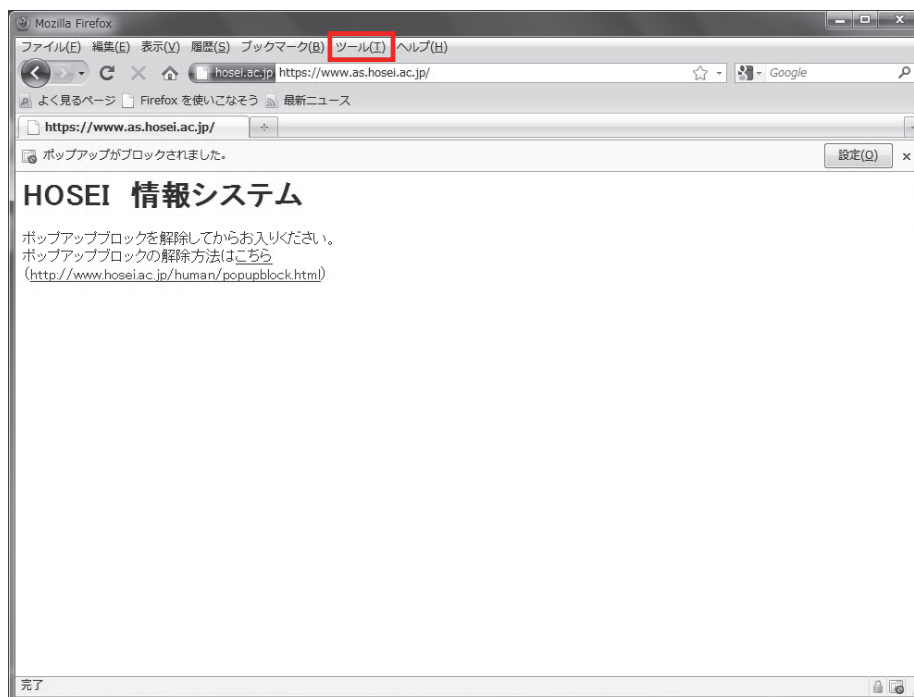 Mozilla Firefox
ファイル(F) 編集(E) 表示(V) 履歴(S) ブックマーク(B) ツール(T) ヘルプ(H)
hosei.ac.jp https://www.as.hosei.ac.jp/ Google
よく見るページ Firefox を使いこなそう 最新ニュース
https://www.as.hosei.ac.jp/
ポップアップがブロックされました。 設定(O)
HOSEI 情報システム
ポップアップブロックを解除してからお入りください。
ポップアップブロックの解除方法はこちら
(http://www.hosei.ac.jp/human/popupblock.html)
完了